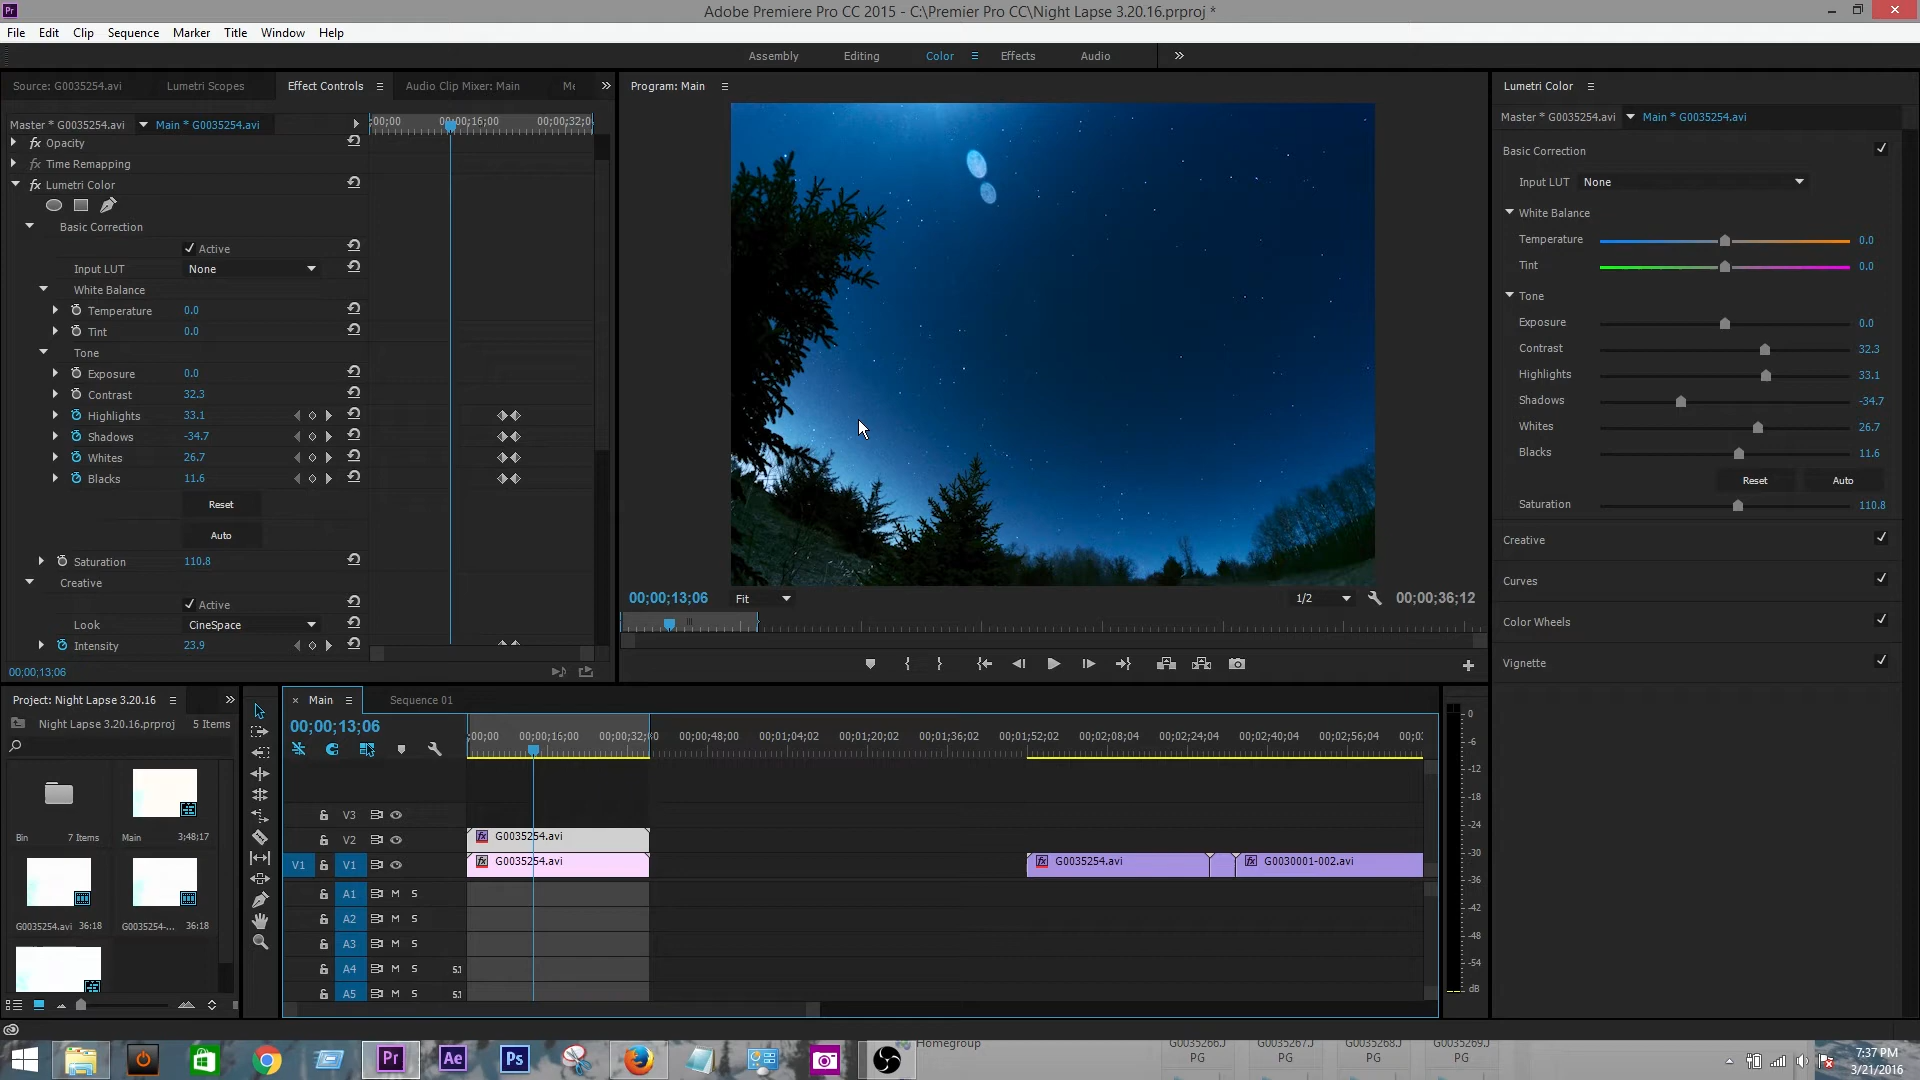 Pr
Adobe Premiere Pro CC 2015 - C:\Premier Pro CC\Night Lapse 3.20.16.prproj *
File Edit Clip Sequence Marker Title Window Help
Assembly Editing Color Effects Audio
Source: G0035254.avi Lumetri Scopes Effect Controls Audio Clip Mixer: Main Me
Program: Main
Lumetri Color
Master * G0035254.avi Main * G0035254.avi
;00;00 00;00;16;00 00;00;32;0
Master * G0035254.avi Main * G0035254.avi
fx Opacity
fx Time Remapping
fx Lumetri Color
Basic Correction
Active
Input LUT None
White Balance
Temperature 0.0
Tint 0.0
Tone
Exposure 0.0
Contrast 32.3
Highlights 33.1
Shadows -34.7
Whites 26.7
Blacks 11.6
Reset
Auto
Saturation 110.8
Creative
Active
Look CineSpace
Intensity 23.9
00;00;13;06
00;00;13;06 Fit 1/2 00;00;36;12
Basic Correction
Input LUT None
White Balance
Temperature 0.0
Tint 0.0
Tone
Exposure 0.0
Contrast 32.3
Highlights 33.1
Shadows -34.7
Whites 26.7
Blacks 11.6
Reset Auto
Saturation 110.8
Creative
Curves
Color Wheels
Vignette
Project: Night Lapse 3.20.16
Night Lapse 3.20.16.prproj 5 Items
Bin 7 Items Main 3;48;17
G0035254.avi 36:18 G0035254-... 36:18
Main Sequence 01
00;00;13;06
;00;00 00;00;16;00 00;00;32;00 00;00;48;00 00;01;04;02 00;01;20;02 00;01;36;02 00;01;52;02 00;02;08;04 00;02;24;04 00;02;40;04 00;02;56;04 00;0
V3
V2 fx G0035254.avi
V1 V1 fx G0035254.avi fx G0035254.avi fx G0030001-002.avi
A1 M S
A2 M S
A3 M S
A4 M S 5.1
A5 M S 5.1
0
-6
-12
-18
-24
-30
-36
-42
-48
-54
dB
Pr Ae Ps
Homegroup
G0035266.J
PG
G0035267.J
PG
G0035268.J
PG
G0035269.J
PG
7:37 PM
3/21/2016